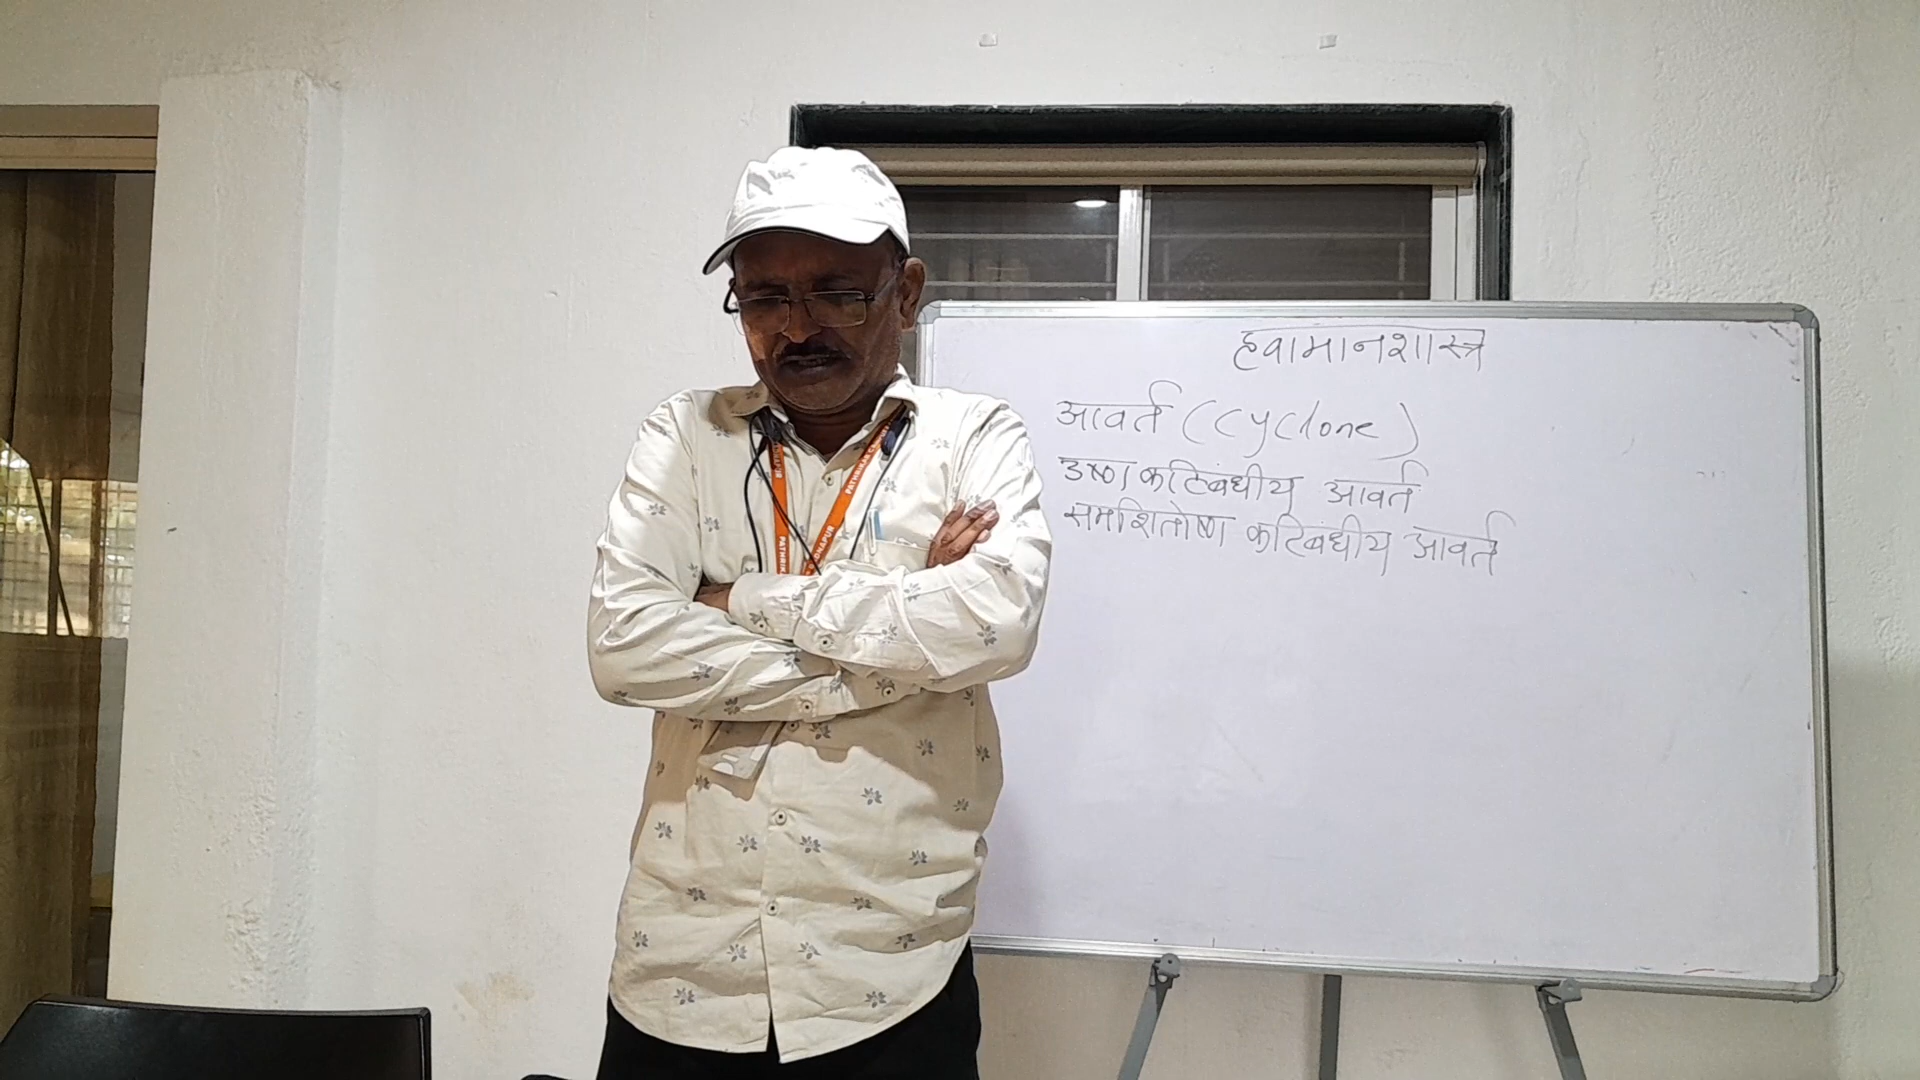 हवामानशास्त्र
आवर्त (cyclone)
उष्ण कटिबंधीय आवर्त
समशितोष्ण कटिबंधीय आवर्त